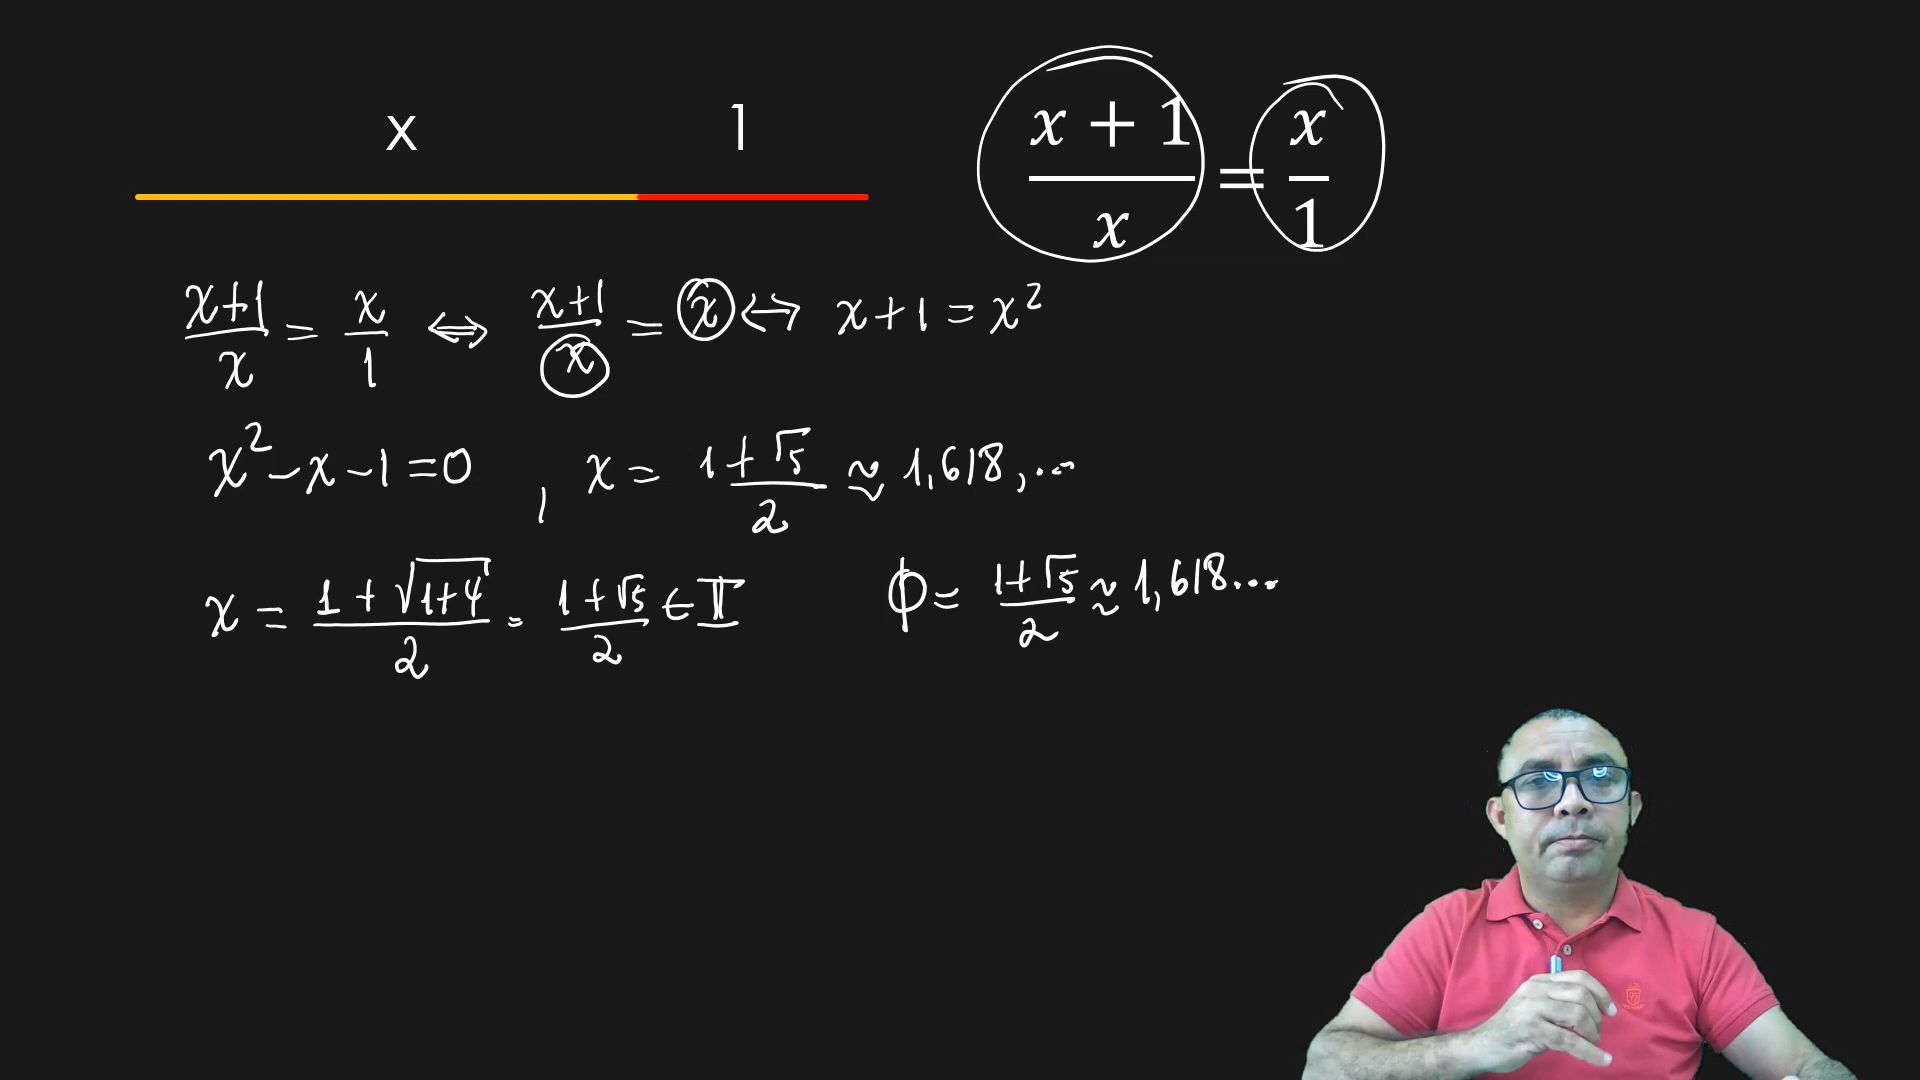 x 1
x + 1 / x = x / 1
x+1 / x = x / 1 ⟺ x+1 / x = x ⟺ x+1 = x²
x² - x - 1 = 0 , x = 1+√5 / 2 ≈ 1,618,...
x = 1 + √1+4 / 2 = 1+√5 / 2 ∈ I
ϕ = 1+√5 / 2 ≈ 1,618...